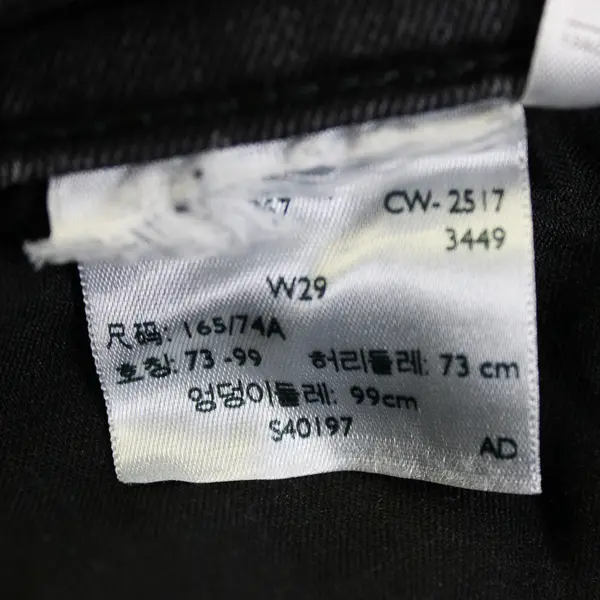 CW-2517
3449
W29
尺码: 165/74A
호칭: 73-99 허리둘레: 73 cm
엉덩이둘레: 99cm
S40197
AD